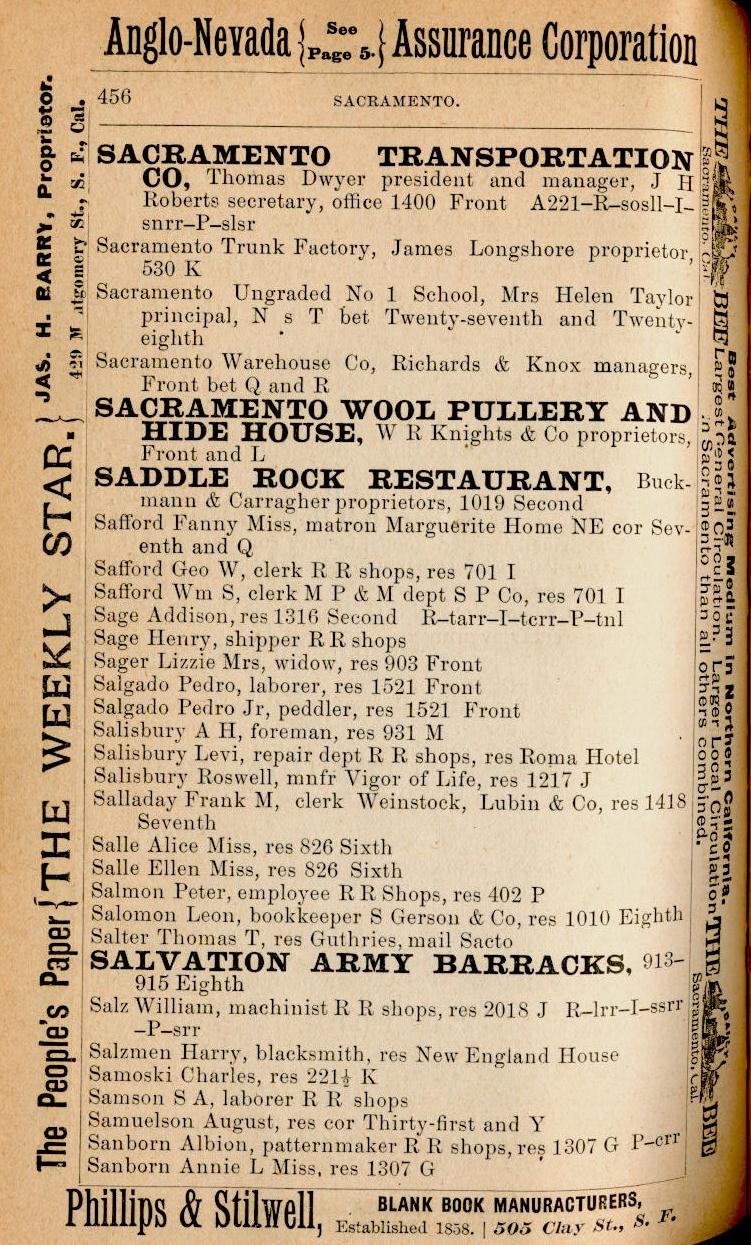 Anglo-Nevada { See Page 5. } Assurance Corporation
456 SACRAMENTO.
SACRAMENTO TRANSPORTATION
CO, Thomas Dwyer president and manager, J H
Roberts secretary, office 1400 Front A221–R–sosll–I–
snrr–P–slsr
Sacramento Trunk Factory, James Longshore proprietor,
530 K
Sacramento Ungraded No 1 School, Mrs Helen Taylor
principal, N s T bet Twenty-seventh and Twenty-
eighth
Sacramento Warehouse Co, Richards & Knox managers,
Front bet Q and R
SACRAMENTO WOOL PULLERY AND
HIDE HOUSE, W R Knights & Co proprietors,
Front and L
SADDLE ROCK RESTAURANT, Buck-
mann & Carragher proprietors, 1019 Second
Safford Fanny Miss, matron Marguerite Home NE cor Sev-
enth and Q
Safford Geo W, clerk R R shops, res 701 I
Safford Wm S, clerk M P & M dept S P Co, res 701 I
Sage Addison, res 1316 Second R–tarr–I–tcrr–P–tnl
Sage Henry, shipper R R shops
Sager Lizzie Mrs, widow, res 903 Front
Salgado Pedro, laborer, res 1521 Front
Salgado Pedro Jr, peddler, res 1521 Front
Salisbury A H, foreman, res 931 M
Salisbury Levi, repair dept R R shops, res Roma Hotel
Salisbury Roswell, mnfr Vigor of Life, res 1217 J
Salladay Frank M, clerk Weinstock, Lubin & Co, res 1418
Seventh
Salle Alice Miss, res 826 Sixth
Salle Ellen Miss, res 826 Sixth
Salmon Peter, employee R R Shops, res 402 P
Salomon Leon, bookkeeper S Gerson & Co, res 1010 Eighth
Salter Thomas T, res Guthries, mail Sacto
SALVATION ARMY BARRACKS, 913–
915 Eighth
Salz William, machinist R R shops, res 2018 J R–lrr–I–ssrr
–P–srr
Salzmen Harry, blacksmith, res New England House
Samoski Charles, res 221½ K
Samson S A, laborer R R shops
Samuelson August, res cor Thirty-first and Y
Sanborn Albion, patternmaker R R shops, res 1307 G P–crr
Sanborn Annie L Miss, res 1307 G
Phillips & Stilwell, BLANK BOOK MANURACTURERS,
Established 1858. | 505 Clay St., S. F.
The People's Paper { THE WEEKLY STAR. } JAS. H. BARRY, Proprietor.
429 M tgomery St., S. F., Cal.
THE DAILY BEE
Sacramento, Cal
Best Advertising Medium in Northern California.
Largest General Circulation. Larger Local Circulation
in Sacramento than all others combined.
THE DAILY BEE
Sacramento, Cal.